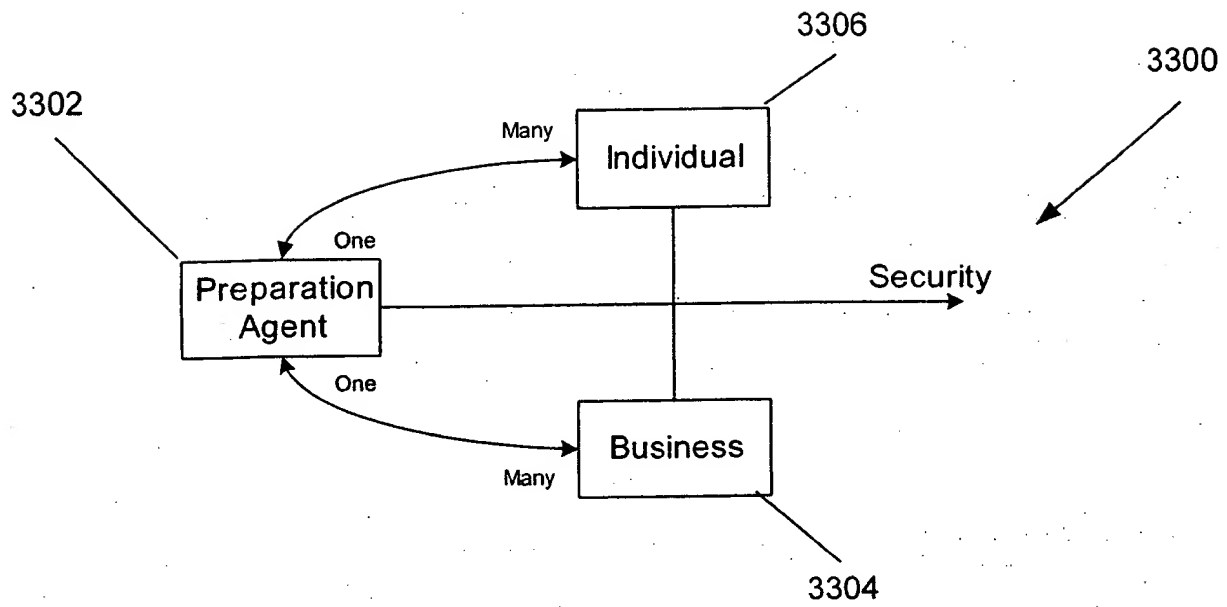 3306
3300
3302
Many
Individual
One
Preparation
Agent
Security
One
Business
Many
3304